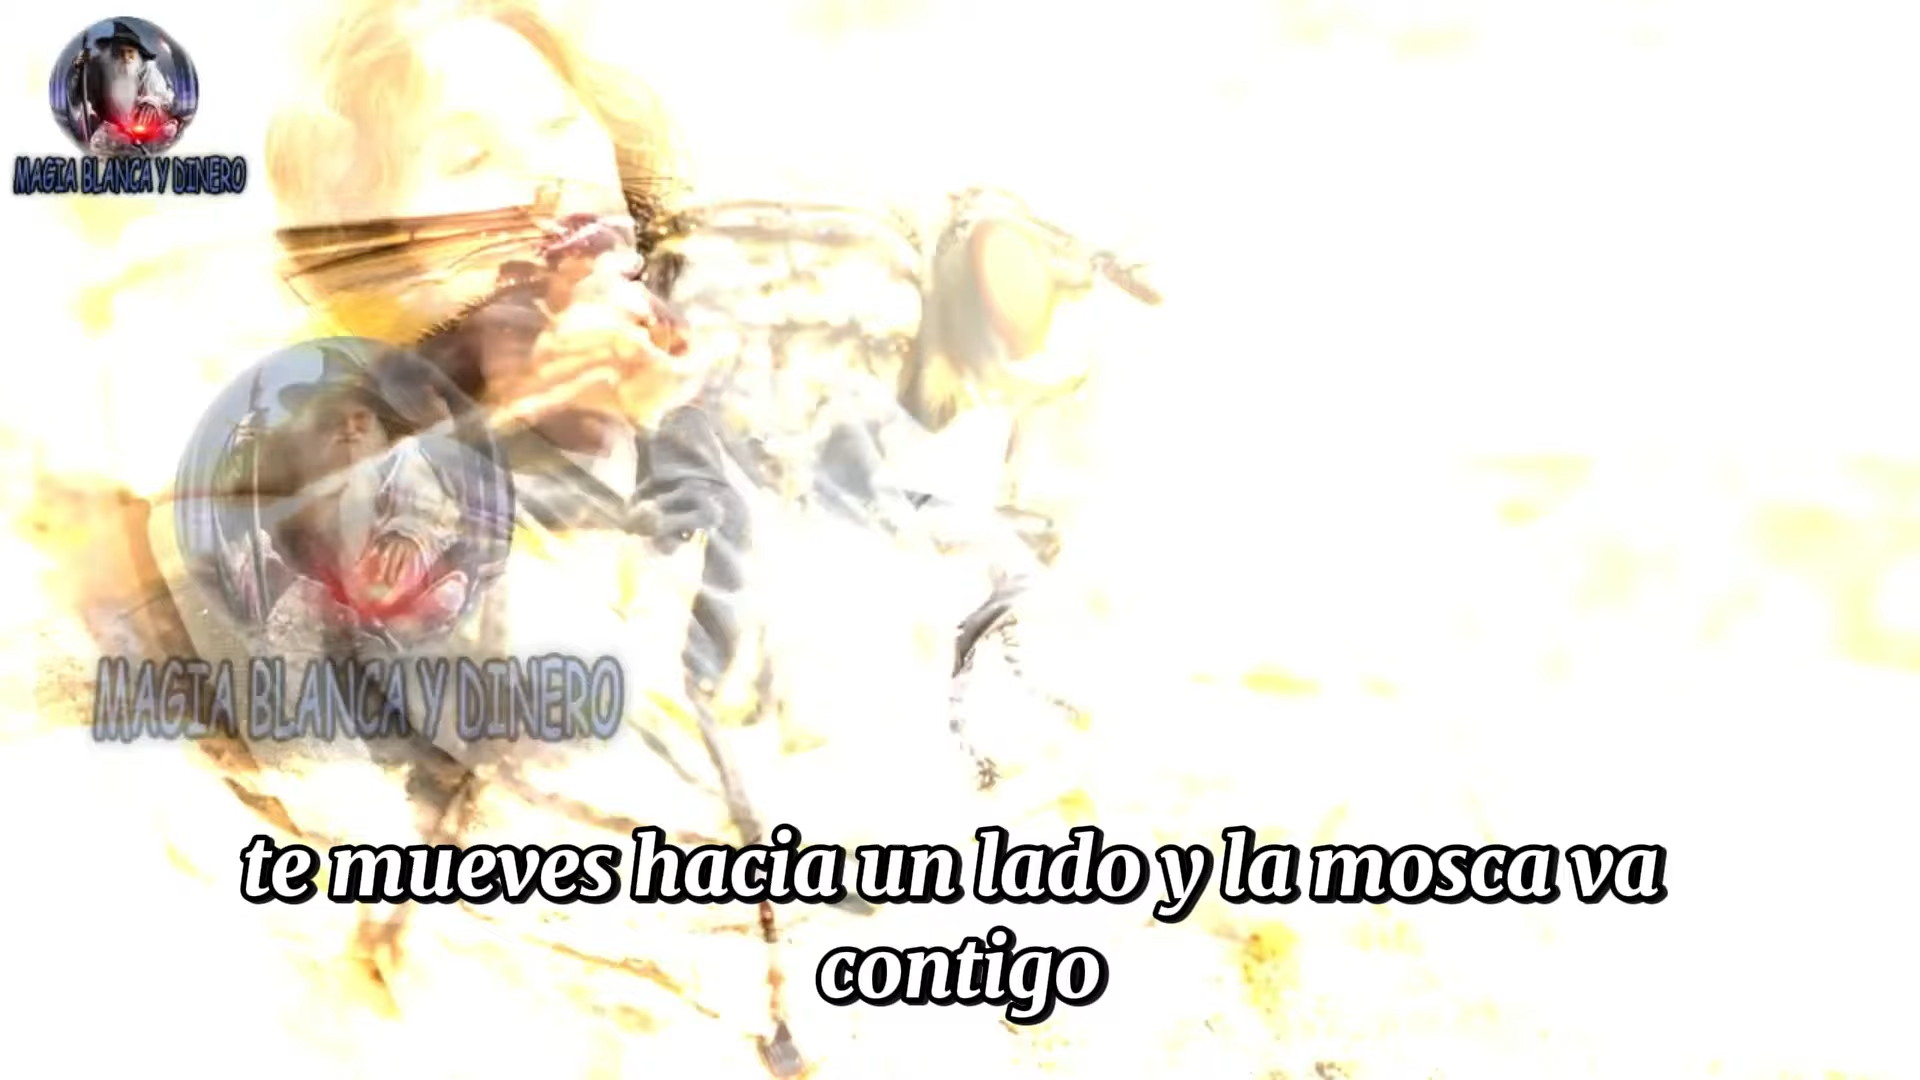 MAGIA BLANCA Y DINERO
MAGIA BLANCA Y DINERO
te mueves hacia un lado y la mosca va
contigo